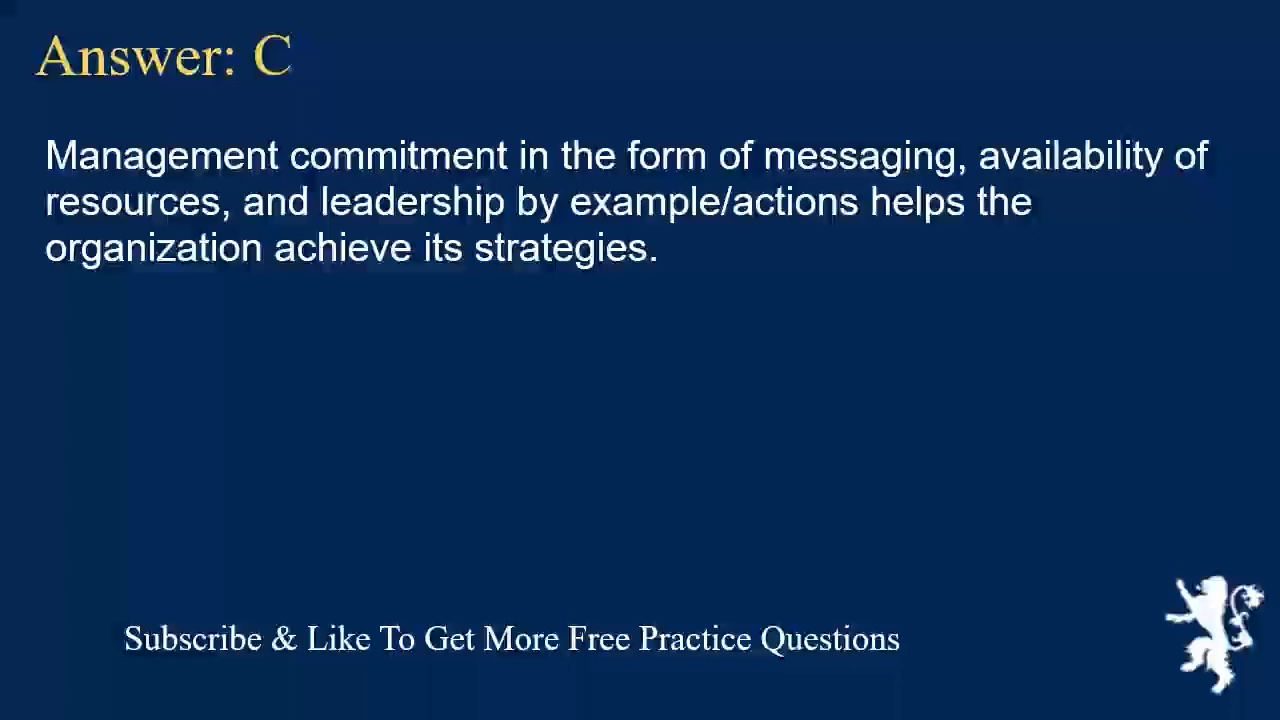 Answer: C
Management commitment in the form of messaging, availability of
resources, and leadership by example/actions helps the
organization achieve its strategies.
Subscribe & Like To Get More Free Practice Questions